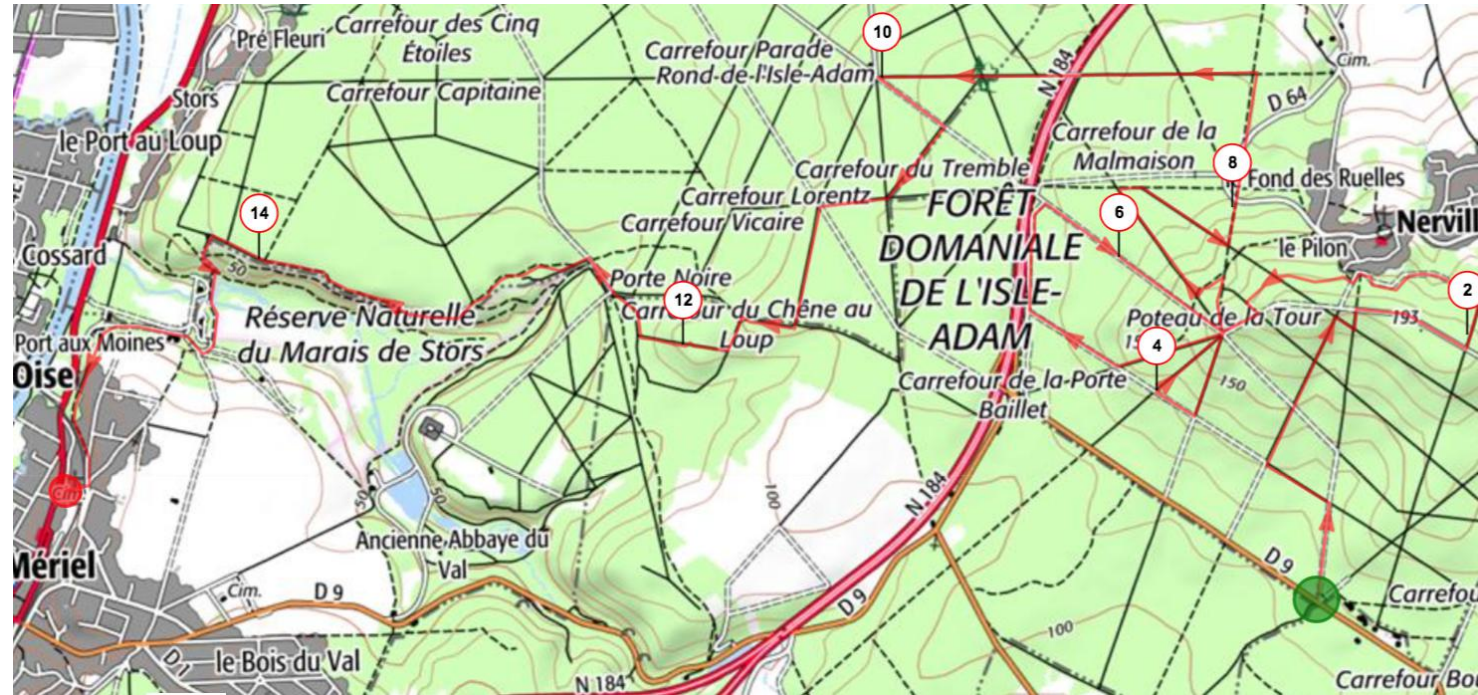 Pré Fleuri
Carrefour des Cinq
Étoiles
Carrefour Capitaine
Carrefour Parade
Rond de l'Isle-Adam
10
N 184
Cim.
D 64
Stors
le Port au Loup
Carrefour de la
Malmaison
8
Fond des Ruelles
Carrefour du Tremble
Carrefour Lorentz
Carrefour Vicaire
FORÊT
DOMANIALE
DE L'ISLE-
ADAM
6
14
Nervill
le Pilon
Cossard
50
Porte Noire
12
du Chêne au
Loup
Réserve Naturelle
du Marais de Stors
Poteau de la Tour
193
2
4
150
Port aux Moines
Oise
Carrefour de la Porte
Baillet
Cim.
50
50
100
N 184
Ancienne Abbaye du
Val
Mériel
Cim.
D 9
D 9
D 9
100
Carrefou
D 1
le Bois du Val
N 184
Carrefour Bo